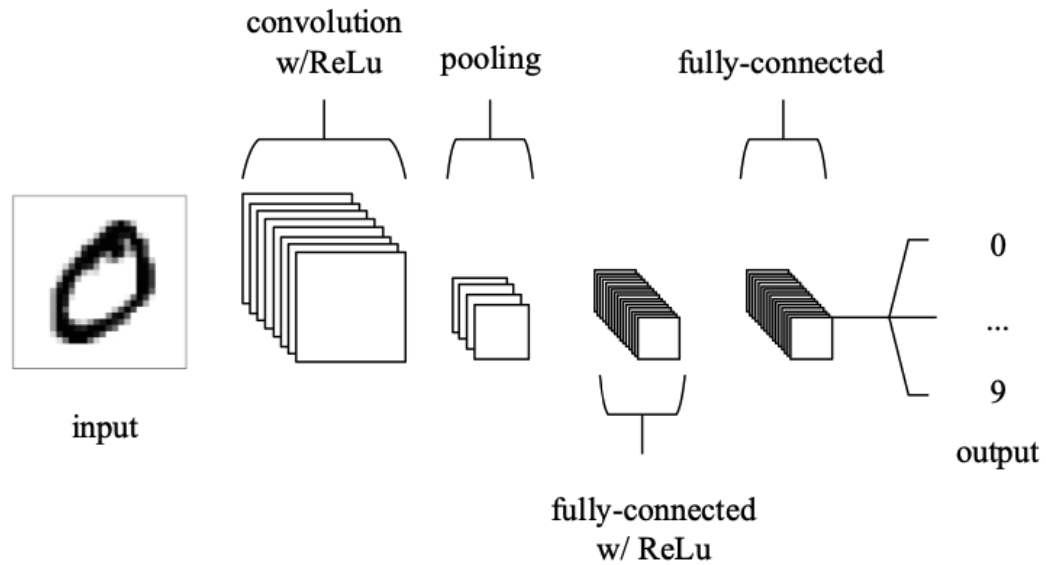 convolution
w/ReLu
pooling
fully-connected
input
0
...
9
output
fully-connected
w/ ReLu